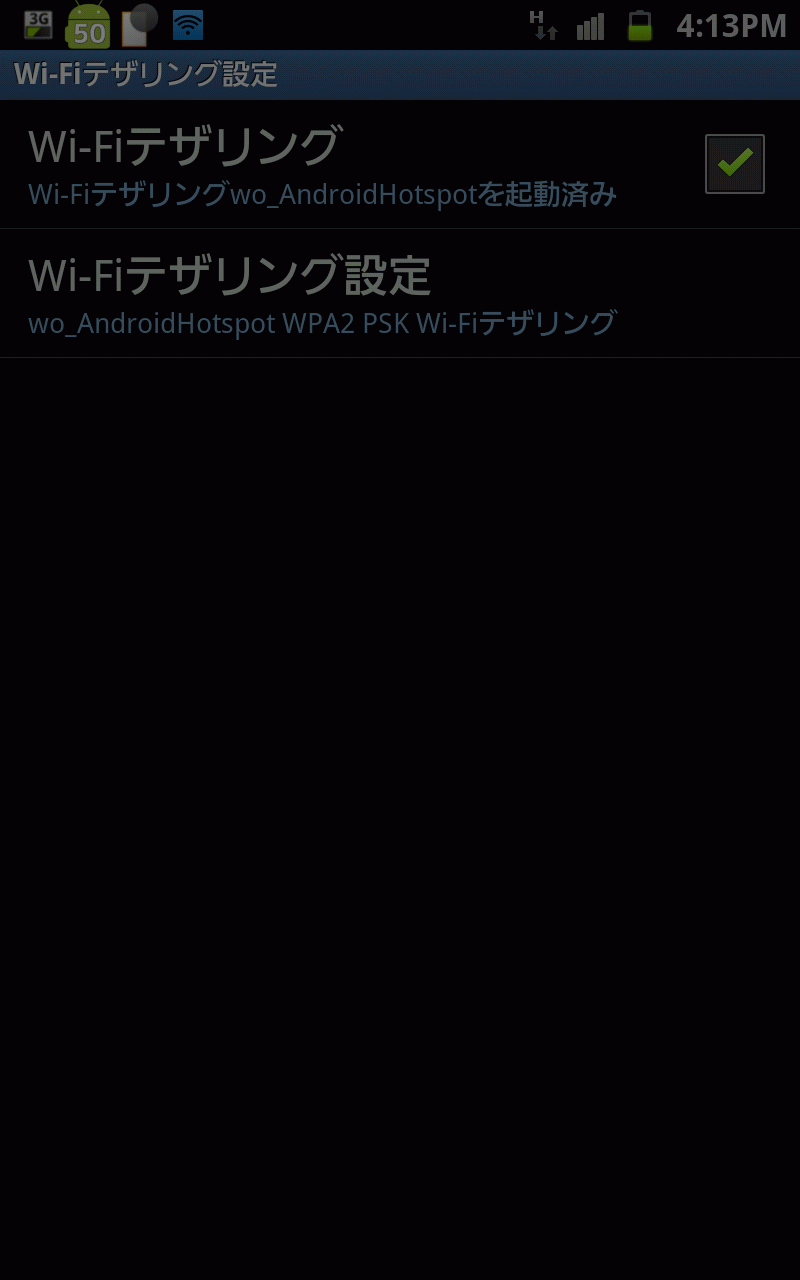 3G
50
H
4:13PM
Wi-Fiテザリング設定
Wi-Fiテザリング
Wi-Fiテザリングwo_AndroidHotspotを起動済み
Wi-Fiテザリング設定
wo_AndroidHotspot WPA2 PSK Wi-Fiテザリング